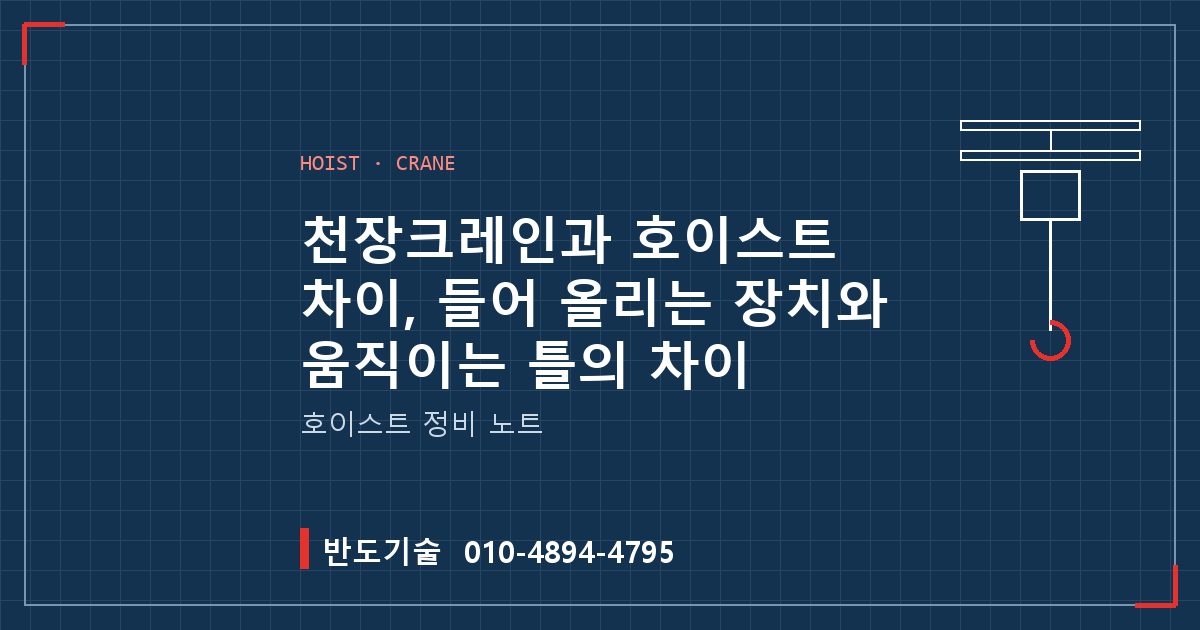 HOIST · CRANE
천장크레인과 호이스트
차이, 들어 올리는 장치와
움직이는 틀의 차이
호이스트 정비 노트
반도기술 010-4894-4795